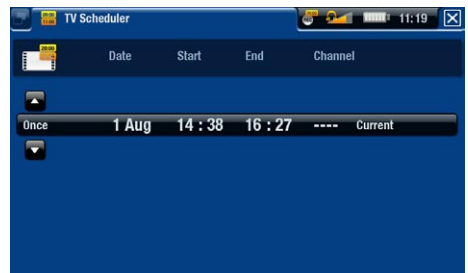 TV Scheduler 11:19
Date Start End Channel
Once 1 Aug 14 : 38 16 : 27 ---- Current